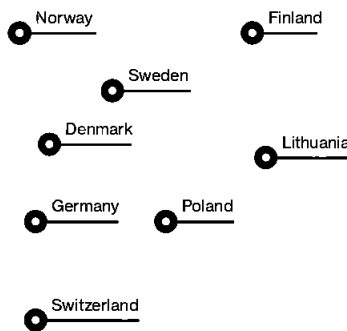 Norway
Finland
Sweden
Denmark
Lithuania
Germany
Poland
Switzerland